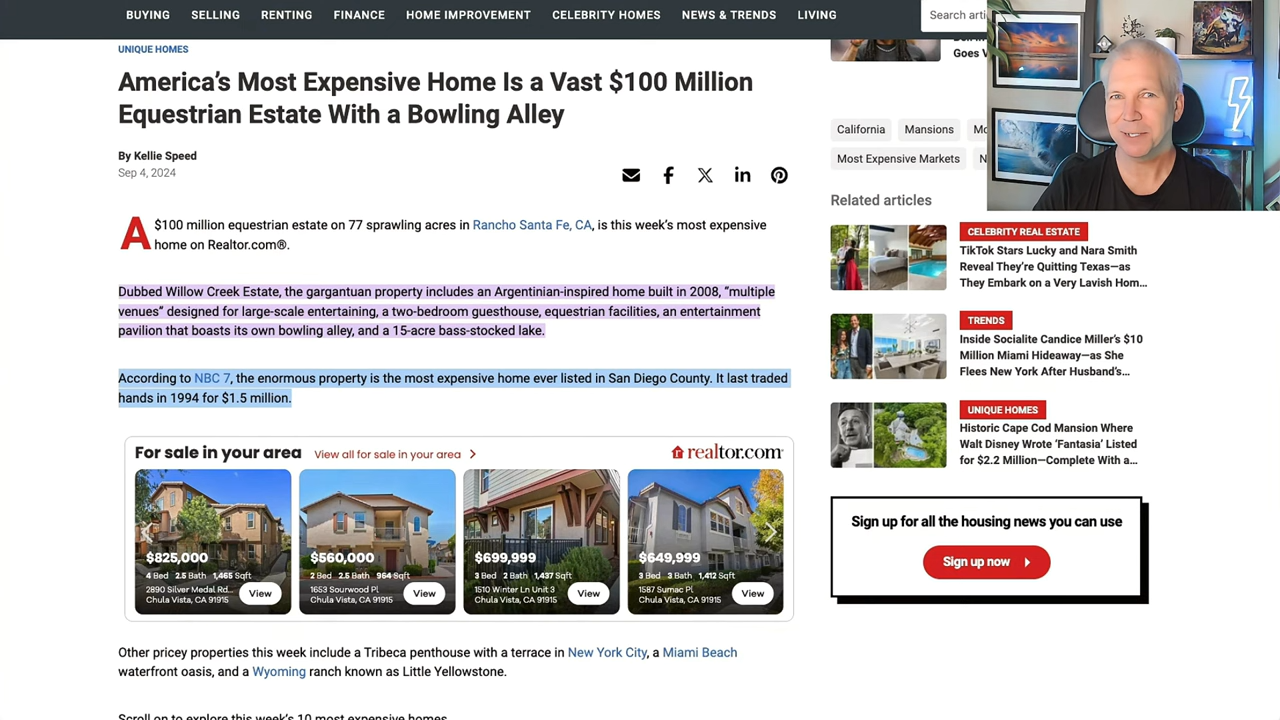 BUYING SELLING RENTING FINANCE HOME IMPROVEMENT CELEBRITY HOMES NEWS & TRENDS LIVING
Search arti
UNIQUE HOMES
America’s Most Expensive Home Is a Vast $100 Million
Equestrian Estate With a Bowling Alley
By Kellie Speed
Sep 4, 2024
A $100 million equestrian estate on 77 sprawling acres in Rancho Santa Fe, CA, is this week’s most expensive
home on Realtor.com®.
Dubbed Willow Creek Estate, the gargantuan property includes an Argentinian-inspired home built in 2008, “multiple
venues” designed for large-scale entertaining, a two-bedroom guesthouse, equestrian facilities, an entertainment
pavilion that boasts its own bowling alley, and a 15-acre bass-stocked lake.
According to NBC 7, the enormous property is the most expensive home ever listed in San Diego County. It last traded
hands in 1994 for $1.5 million.
For sale in your area View all for sale in your area
realtor.com
$825,000
4 Bed 2.5 Bath 1,465 Sqft
2890 Silver Medal Rd...
Chula Vista, CA 91915
View
$560,000
2 Bed 2.5 Bath 964 Sqft
1653 Sourwood Pl
Chula Vista, CA 91915
View
$699,999
3 Bed 2 Bath 1,437 Sqft
1510 Winter Ln Unit 3
Chula Vista, CA 91915
View
$649,999
3 Bed 3 Bath 1,412 Sqft
1587 Sumac Pl
Chula Vista, CA 91915
View
Other pricey properties this week include a Tribeca penthouse with a terrace in New York City, a Miami Beach
waterfront oasis, and a Wyoming ranch known as Little Yellowstone.
Scroll on to explore this week’s 10 most expensive homes
Goes V
California Mansions Mo
Most Expensive Markets N
Related articles
CELEBRITY REAL ESTATE
TikTok Stars Lucky and Nara Smith
Reveal They’re Quitting Texas—as
They Embark on a Very Lavish Hom...
TRENDS
Inside Socialite Candice Miller’s $10
Million Miami Hideaway—as She
Flees New York After Husband’s...
UNIQUE HOMES
Historic Cape Cod Mansion Where
Walt Disney Wrote ‘Fantasia’ Listed
for $2.2 Million—Complete With a...
Sign up for all the housing news you can use
Sign up now